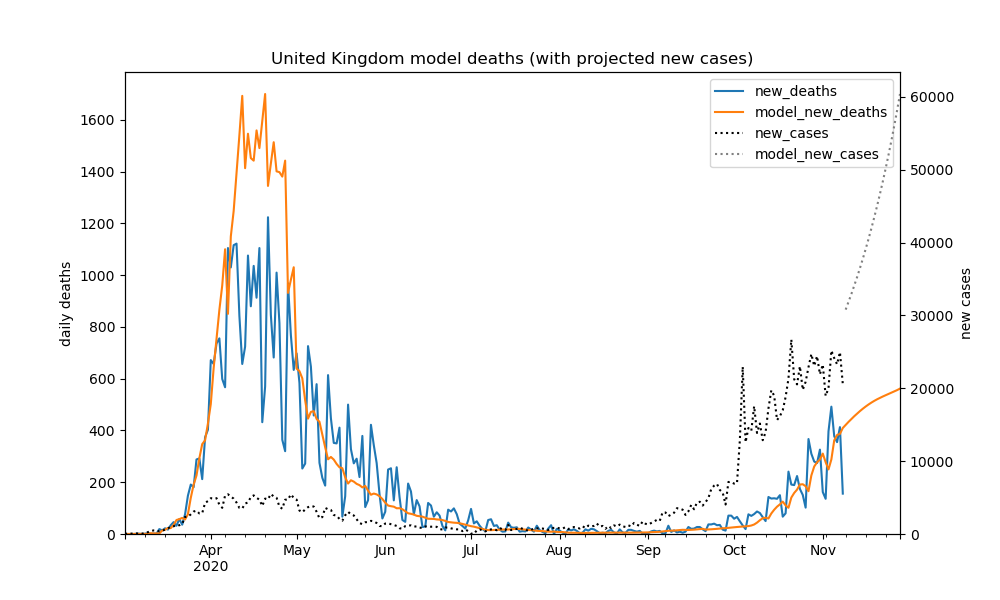 United Kingdom model deaths (with projected new cases)
new_deaths
model_new_deaths
new_cases
model_new_cases
daily deaths
1600
1400
1200
1000
800
600
400
200
0
60000
50000
40000
30000
20000
10000
0
new cases
Apr
2020
May
Jun
Jul
Aug
Sep
Oct
Nov